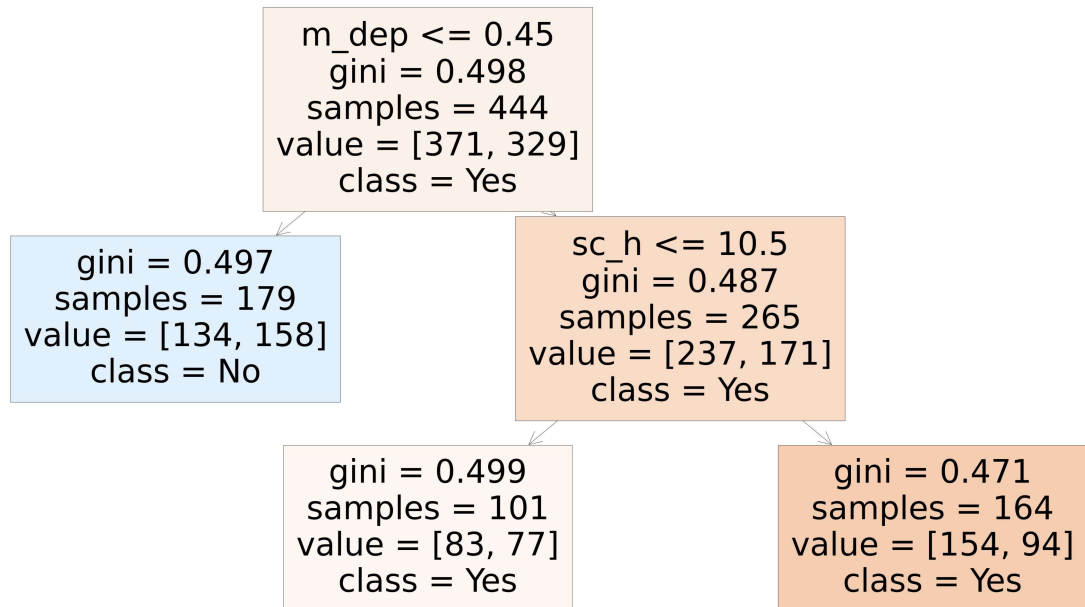 m_dep <= 0.45
gini = 0.498
samples = 444
value = [371, 329]
class = Yes
gini = 0.497
samples = 179
value = [134, 158]
class = No
sc_h <= 10.5
gini = 0.487
samples = 265
value = [237, 171]
class = Yes
gini = 0.499
samples = 101
value = [83, 77]
class = Yes
gini = 0.471
samples = 164
value = [154, 94]
class = Yes